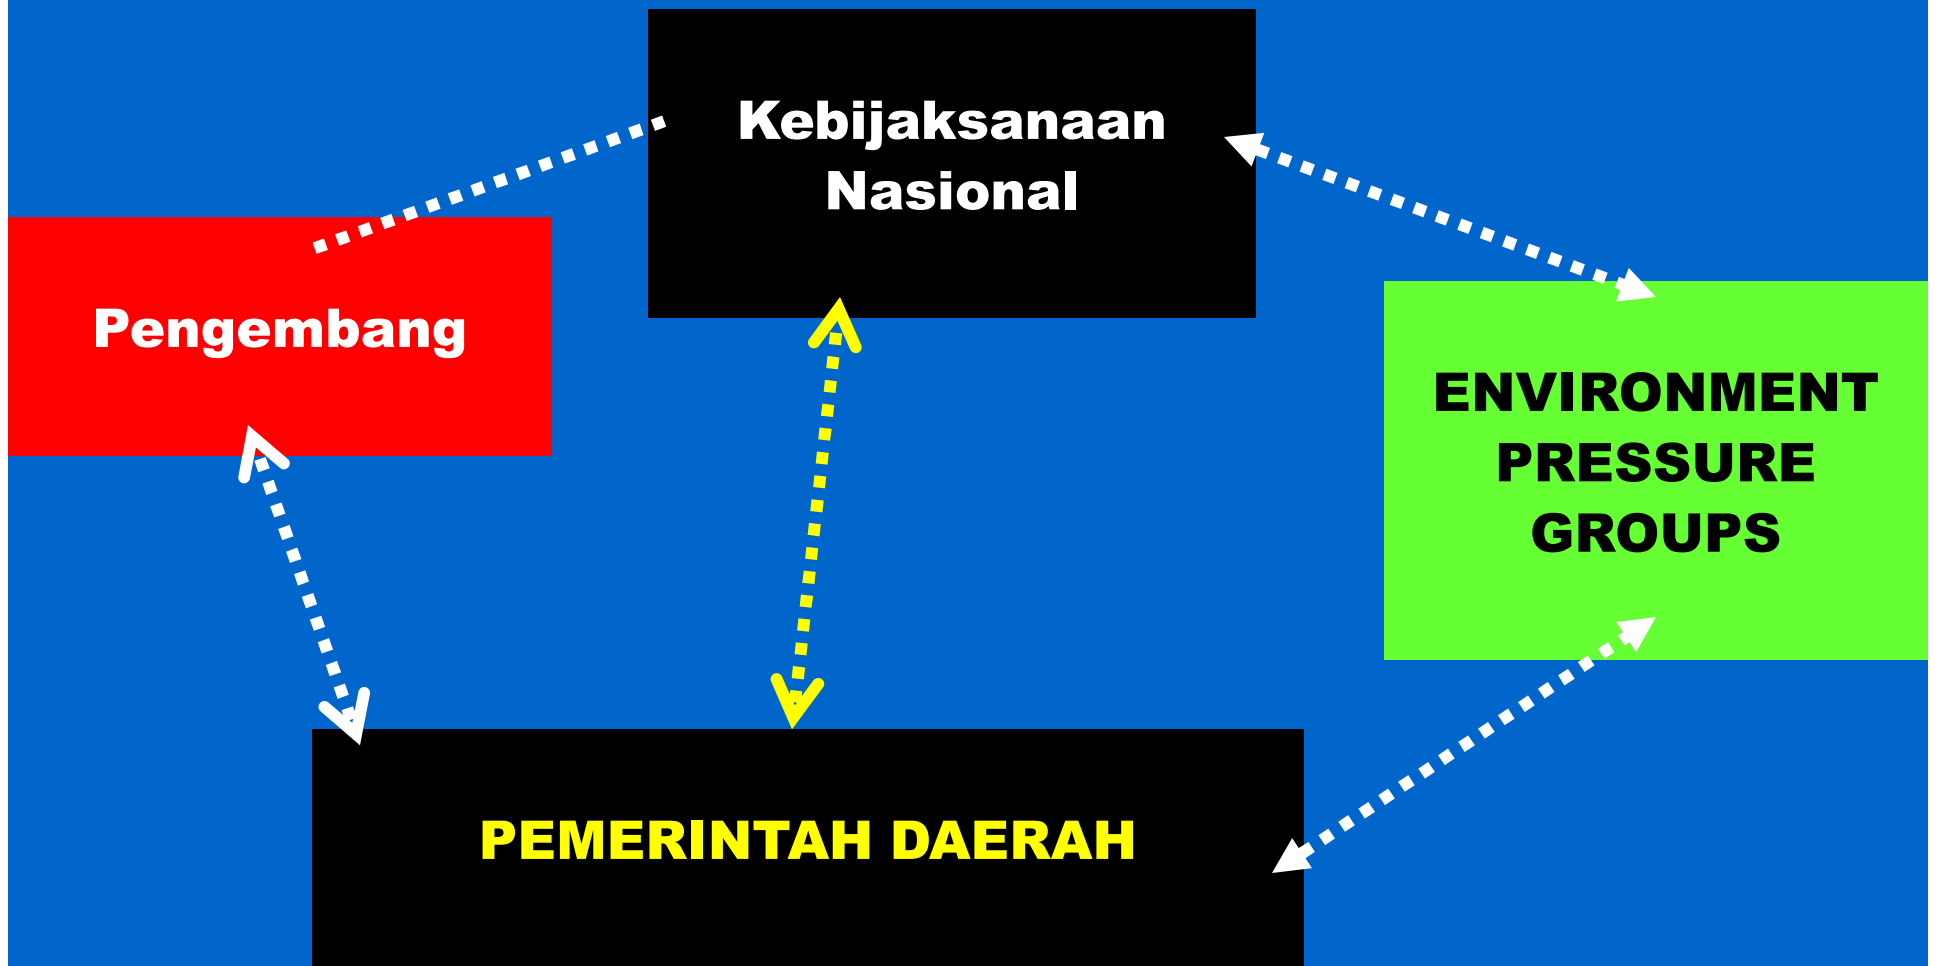 Kebijaksanaan
Nasional
Pengembang
ENVIRONMENT
PRESSURE
GROUPS
PEMERINTAH DAERAH